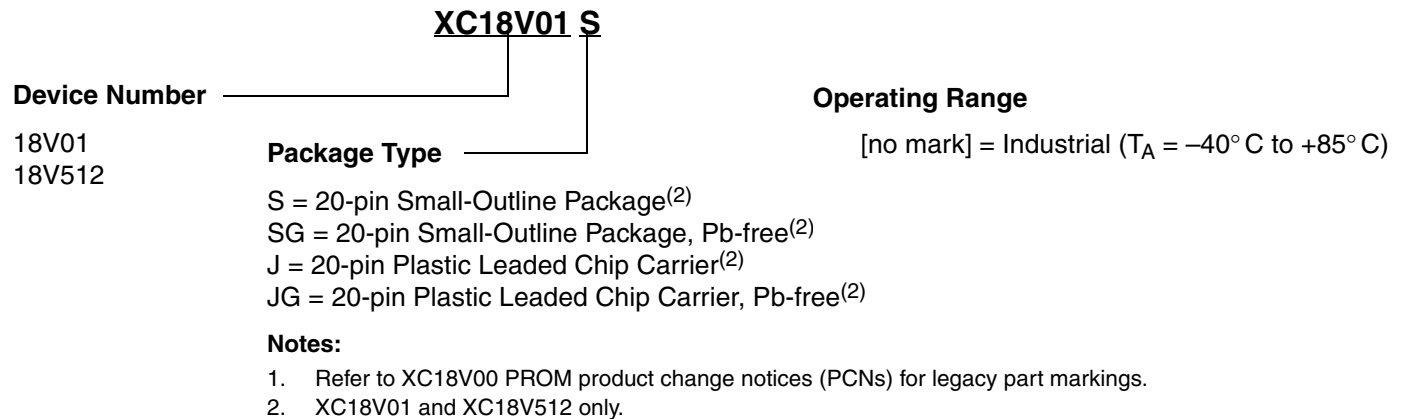 XC18V01 S
Device Number
18V01
18V512
Package Type
S = 20-pin Small-Outline Package(2)
SG = 20-pin Small-Outline Package, Pb-free(2)
J = 20-pin Plastic Leaded Chip Carrier(2)
JG = 20-pin Plastic Leaded Chip Carrier, Pb-free(2)
Notes:
1. Refer to XC18V00 PROM product change notices (PCNs) for legacy part markings.
2. XC18V01 and XC18V512 only.
Operating Range
[no mark] = Industrial (TA = –40° C to +85° C)